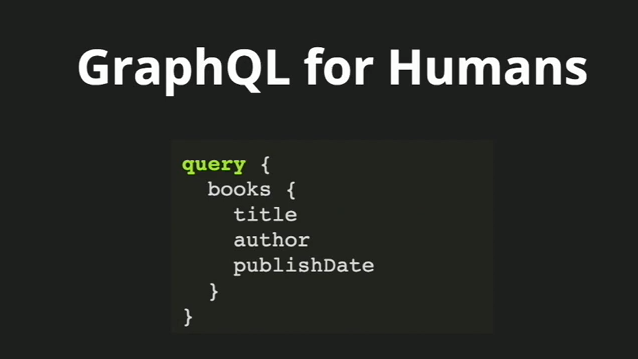 GraphQL for Humans
query {
  books {
    title
    author
    publishDate
  }
}